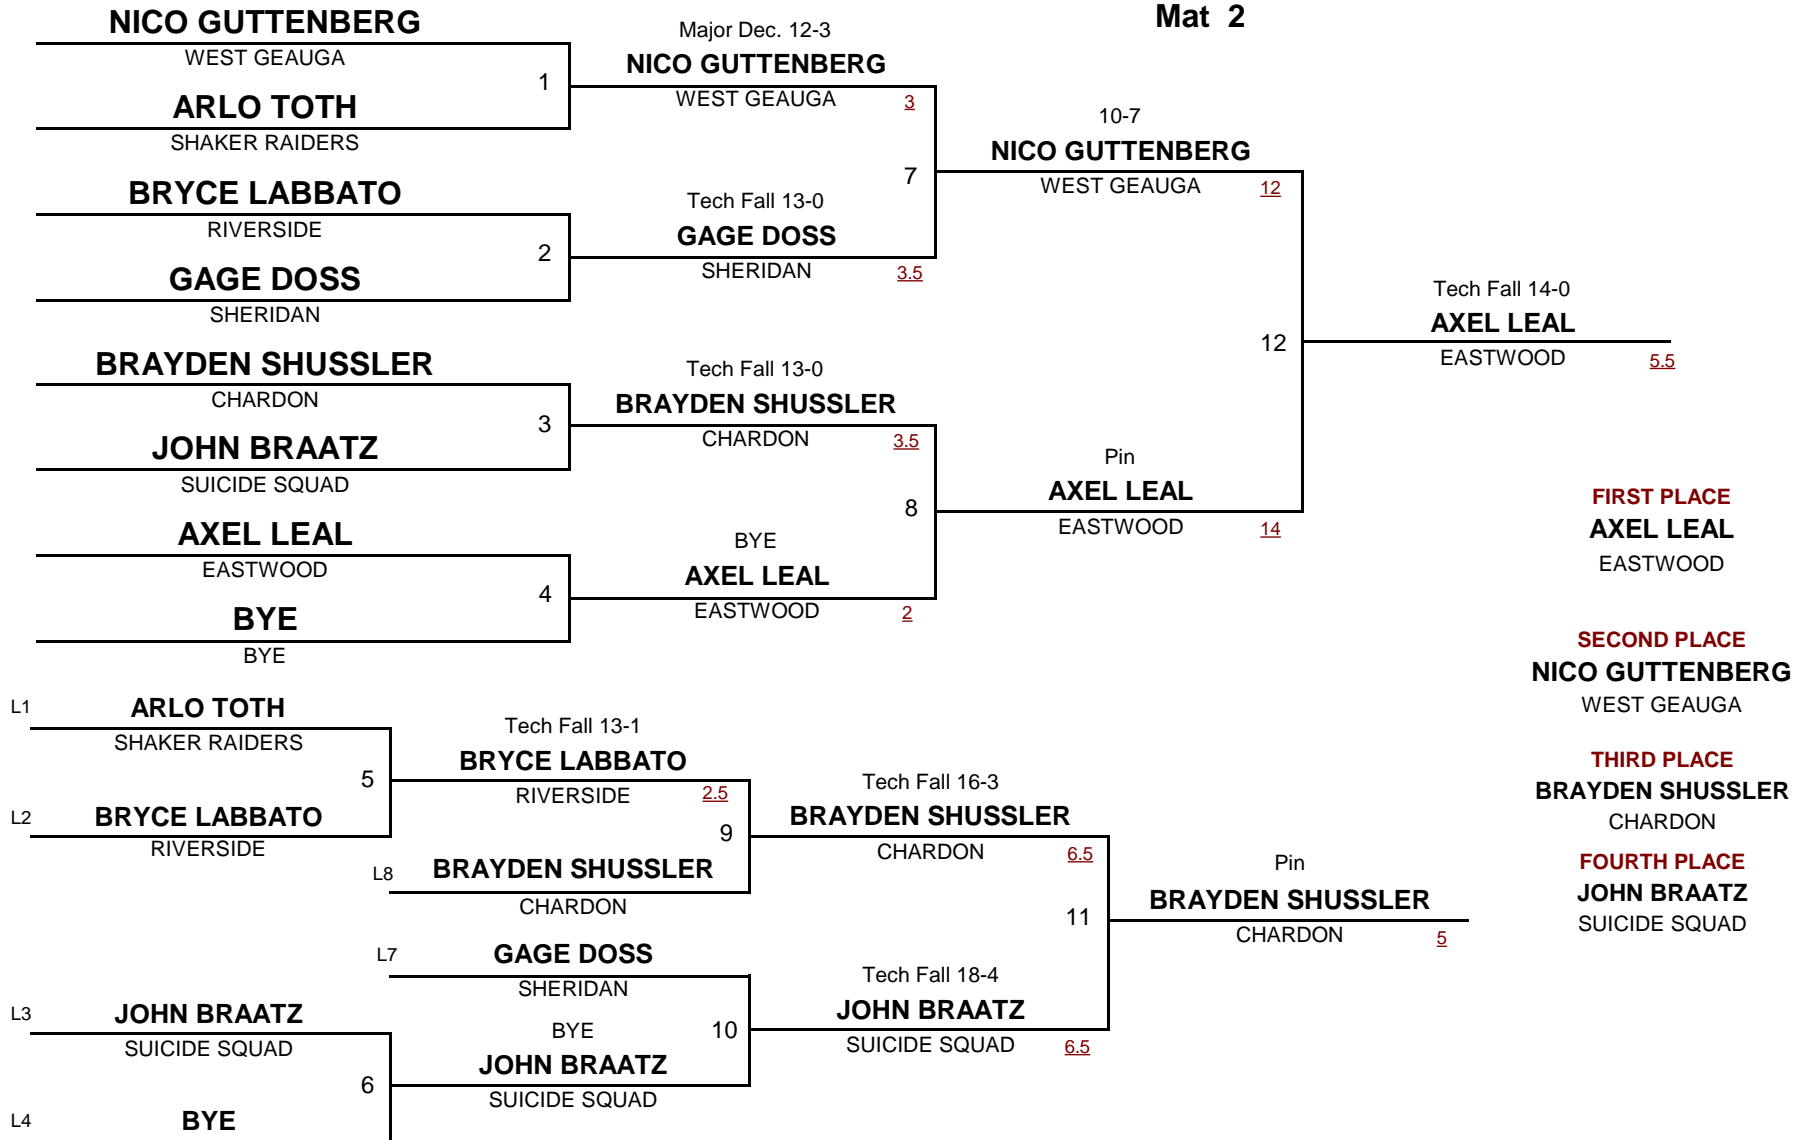 Mat 2
NICO GUTTENBERG
WEST GEAUGA
1
ARLO TOTH
SHAKER RAIDERS
BRYCE LABBATO
RIVERSIDE
2
GAGE DOSS
SHERIDAN
BRAYDEN SHUSSLER
CHARDON
3
JOHN BRAATZ
SUICIDE SQUAD
AXEL LEAL
EASTWOOD
4
BYE
BYE
Major Dec. 12-3
NICO GUTTENBERG
WEST GEAUGA 3
7
Tech Fall 13-0
GAGE DOSS
SHERIDAN 3.5
Tech Fall 13-0
BRAYDEN SHUSSLER
CHARDON 3.5
8
BYE
AXEL LEAL
EASTWOOD 2
10-7
NICO GUTTENBERG
WEST GEAUGA 12
12
Pin
AXEL LEAL
EASTWOOD 14
Tech Fall 14-0
AXEL LEAL
EASTWOOD 5.5
L1 ARLO TOTH
SHAKER RAIDERS
5
L2 BRYCE LABBATO
RIVERSIDE
Tech Fall 13-1
BRYCE LABBATO
RIVERSIDE 2.5
9
L8 BRAYDEN SHUSSLER
CHARDON
L7 GAGE DOSS
SHERIDAN
10
BYE
JOHN BRAATZ
SUICIDE SQUAD
L3 JOHN BRAATZ
SUICIDE SQUAD
6
L4 BYE
Tech Fall 16-3
BRAYDEN SHUSSLER
CHARDON 6.5
11
Tech Fall 18-4
JOHN BRAATZ
SUICIDE SQUAD 6.5
Pin
BRAYDEN SHUSSLER
CHARDON 5
FIRST PLACE
AXEL LEAL
EASTWOOD
SECOND PLACE
NICO GUTTENBERG
WEST GEAUGA
THIRD PLACE
BRAYDEN SHUSSLER
CHARDON
FOURTH PLACE
JOHN BRAATZ
SUICIDE SQUAD